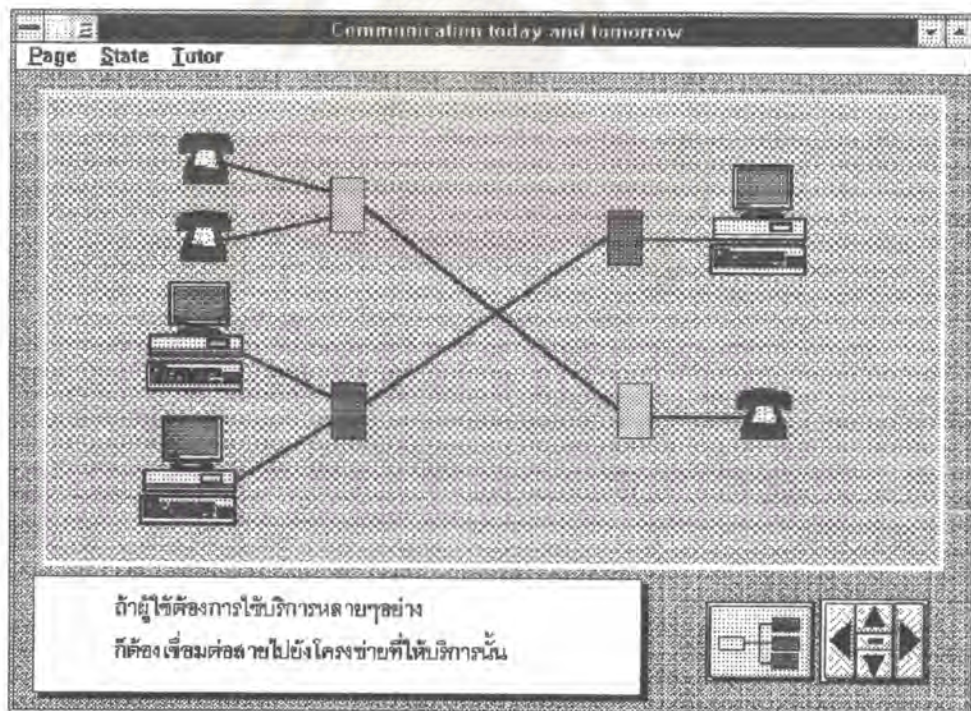 Communication today and tomorrow
Page State Tutor
ถ้าผู้ใช้ต้องการใช้บริการหลายๆอย่าง
ก็ต้องเชื่อมต่อสายไปยังโครงข่ายที่ให้บริการนั้น